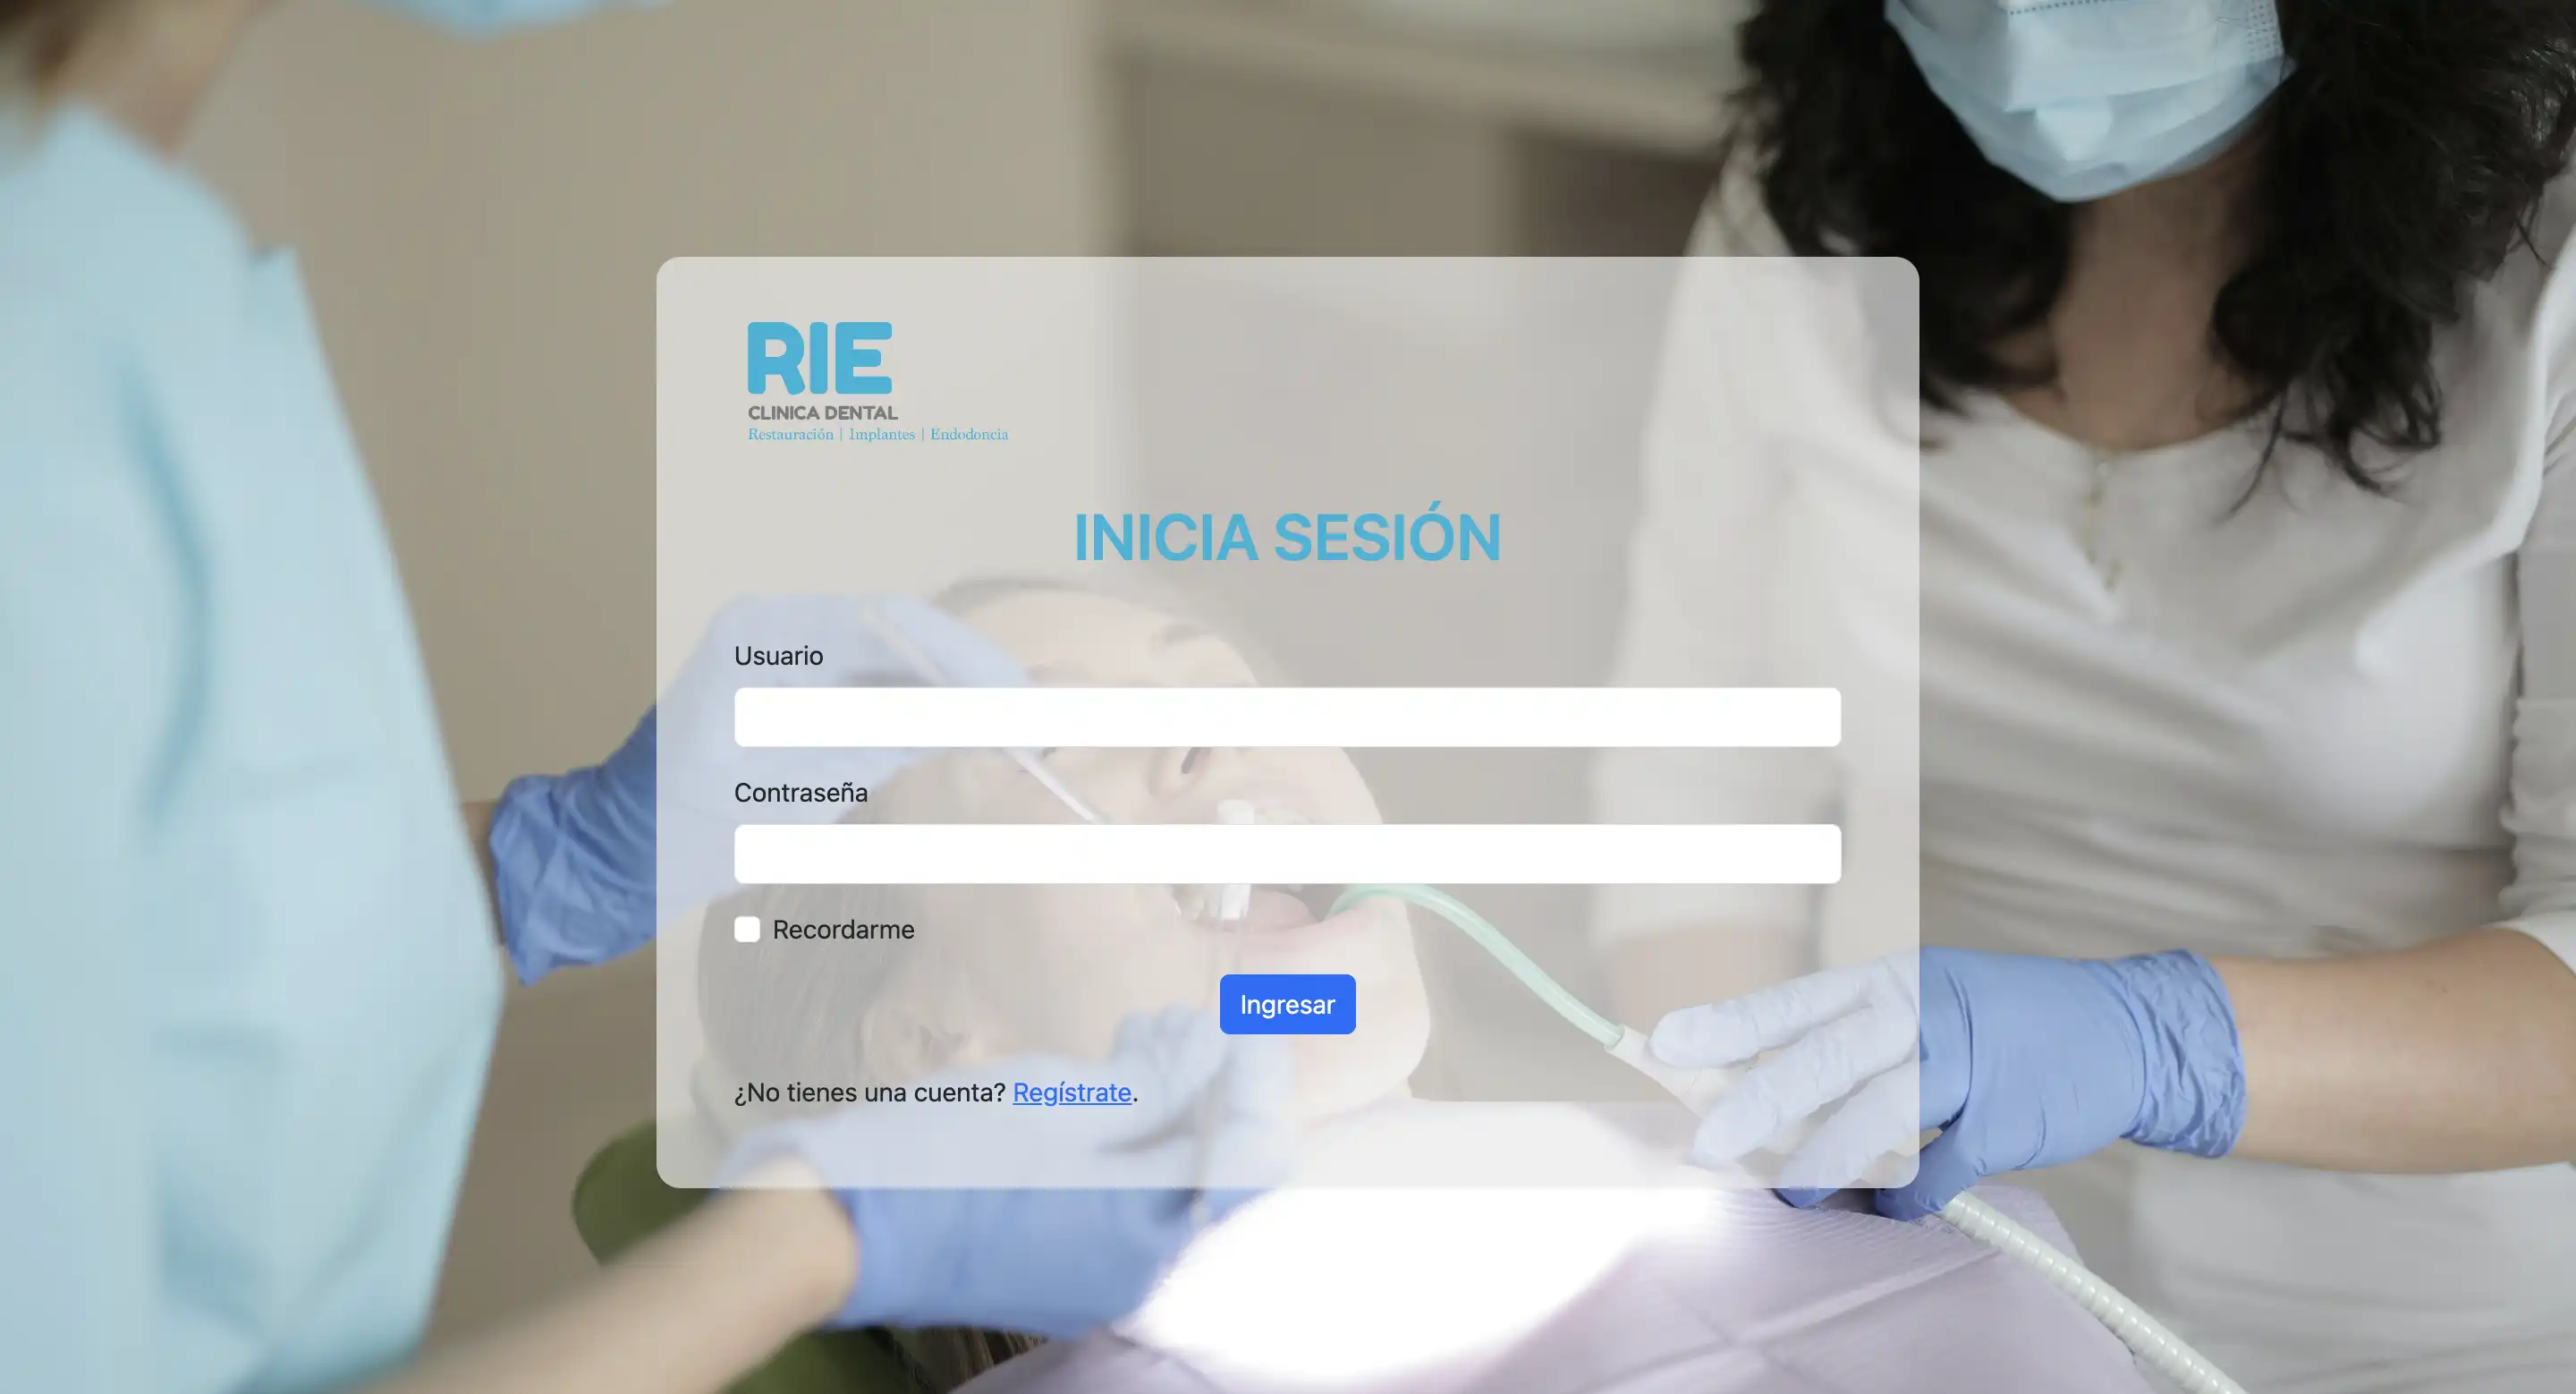 RIE
CLINICA DENTAL
Restauración | Implantes | Endodoncia
INICIA SESIÓN
Usuario
Contraseña
Recordarme
Ingresar
¿No tienes una cuenta? Regístrate.